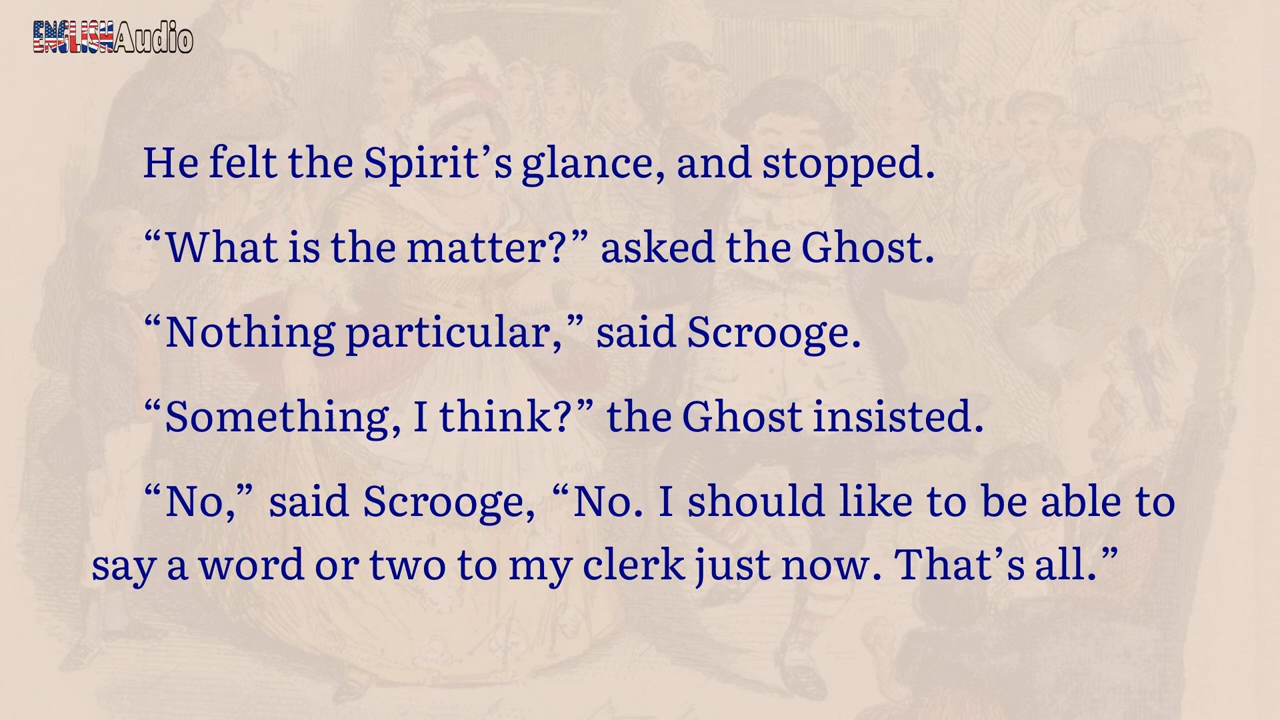 ENGLISHAudio
He felt the Spirit’s glance, and stopped.
“What is the matter?” asked the Ghost.
“Nothing particular,” said Scrooge.
“Something, I think?” the Ghost insisted.
“No,” said Scrooge, “No. I should like to be able to
say a word or two to my clerk just now. That’s all.”